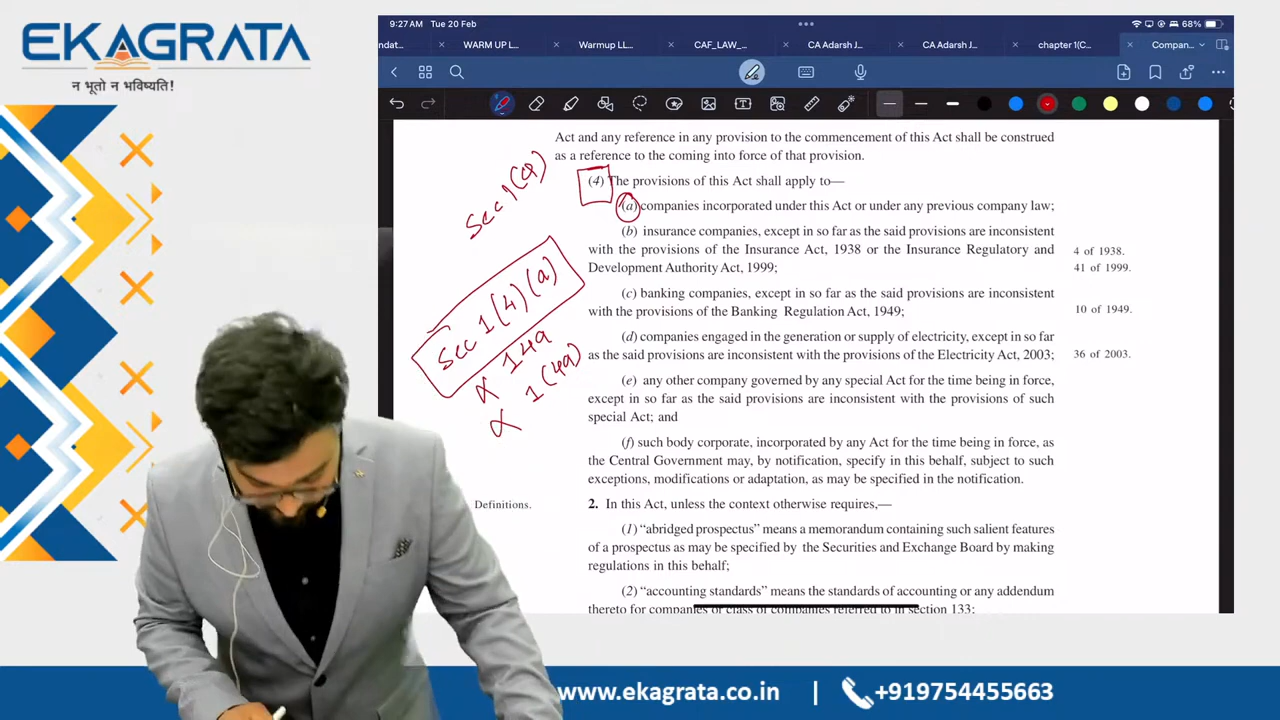 EKAGRATA
न भूतो न भविष्यति!
9:27AM Tue 20 Feb
68%
ndat...
WARM UP L...
Warmup LL...
CAF_LAW_...
CA Adarsh J...
CA Adarsh J...
chapter 1(C...
Compan...
Act and any reference in any provision to the commencement of this Act shall be construed
as a reference to the coming into force of that provision.
(4) The provisions of this Act shall apply to—
(a) companies incorporated under this Act or under any previous company law;
(b) insurance companies, except in so far as the said provisions are inconsistent
with the provisions of the Insurance Act, 1938 or the Insurance Regulatory and
Development Authority Act, 1999;
4 of 1938.
41 of 1999.
(c) banking companies, except in so far as the said provisions are inconsistent
with the provisions of the Banking Regulation Act, 1949;
10 of 1949.
(d) companies engaged in the generation or supply of electricity, except in so far
as the said provisions are inconsistent with the provisions of the Electricity Act, 2003;
36 of 2003.
(e) any other company governed by any special Act for the time being in force,
except in so far as the said provisions are inconsistent with the provisions of such
special Act; and
(f) such body corporate, incorporated by any Act for the time being in force, as
the Central Government may, by notification, specify in this behalf, subject to such
exceptions, modifications or adaptation, as may be specified in the notification.
Definitions.
2. In this Act, unless the context otherwise requires,—
(1) “abridged prospectus” means a memorandum containing such salient features
of a prospectus as may be specified by the Securities and Exchange Board by making
regulations in this behalf;
(2) “accounting standards” means the standards of accounting or any addendum
thereto for companies or class of companies referred to in section 133;
Sec 1(4)
Sec 1(4)(a)
x 14a
x 1(4a)
www.ekagrata.co.in | +919754455663